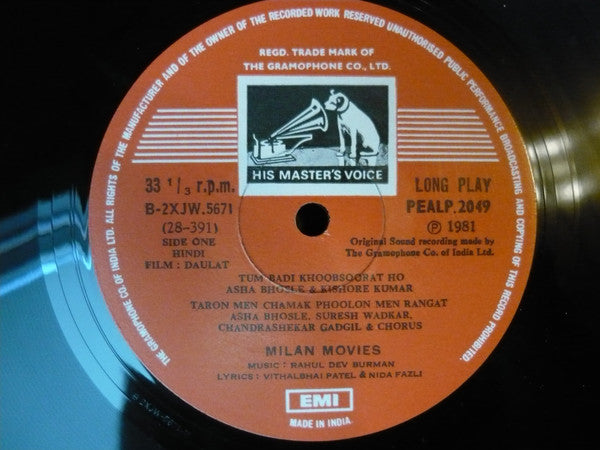 THE GRAMOPHONE CO. OF INDIA LTD. ALL RIGHTS OF THE MANUFACTURER AND OF THE OWNER OF THE RECORDED WORK RESERVED UNAUTHORISED PUBLIC PERFORMANCE BROADCASTING AND COPYING OF THIS RECORD PROHIBITED.
REGD. TRADE MARK OF
THE GRAMOPHONE CO., LTD.
HIS MASTER'S VOICE
33 1/3 r.p.m.
B-2XJW.5671
(28-391)
SIDE ONE
HINDI
FILM : DAULAT
LONG PLAY
PEALP.2049
℗ 1981
Original Sound recording made by
The Gramophone Co. of India Ltd.
TUM BADI KHOOBSOORAT HO
ASHA BHOSLE & KISHORE KUMAR
TARON MEN CHAMAK PHOOLON MEN RANGAT
ASHA BHOSLE, SURESH WADKAR,
CHANDRASHEKAR GADGIL & CHORUS
MILAN MOVIES
MUSIC : RAHUL DEV BURMAN
LYRICS : VITHALBHAI PATEL & NIDA FAZLI
EMI
MADE IN INDIA